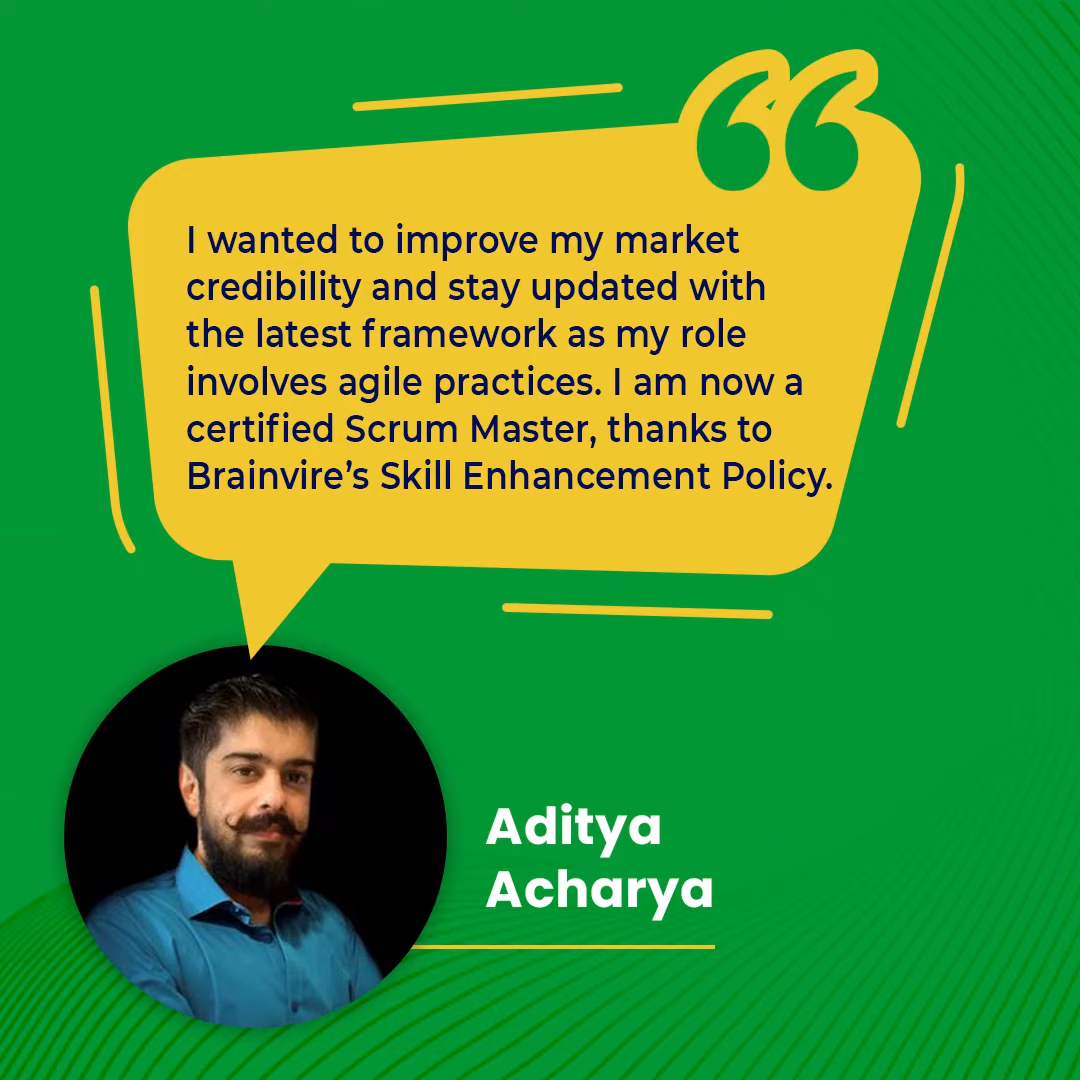 I wanted to improve my market
credibility and stay updated with
the latest framework as my role
involves agile practices. I am now a
certified Scrum Master, thanks to
Brainvire’s Skill Enhancement Policy.
Aditya
Acharya